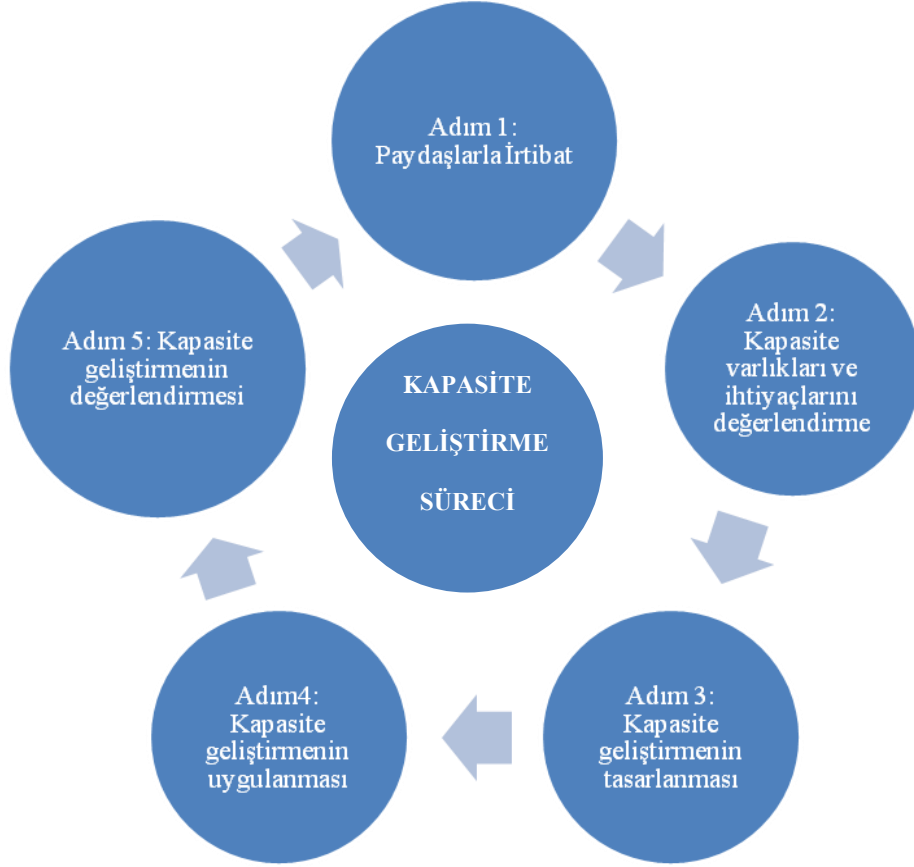 Adım 1:
Paydaşlarla İrtibat
Adım 2:
Kapasite
varlıkları ve
ihtiyaçlarını
değerlendirme
Adım 3:
Kapasite
geliştirmenin
tasarlanması
Adım4:
Kapasite
geliştirmenin
uygulanması
Adım 5: Kapasite
geliştirmenin
değerlendirmesi
KAPASİTE
GELİŞTİRME
SÜRECİ